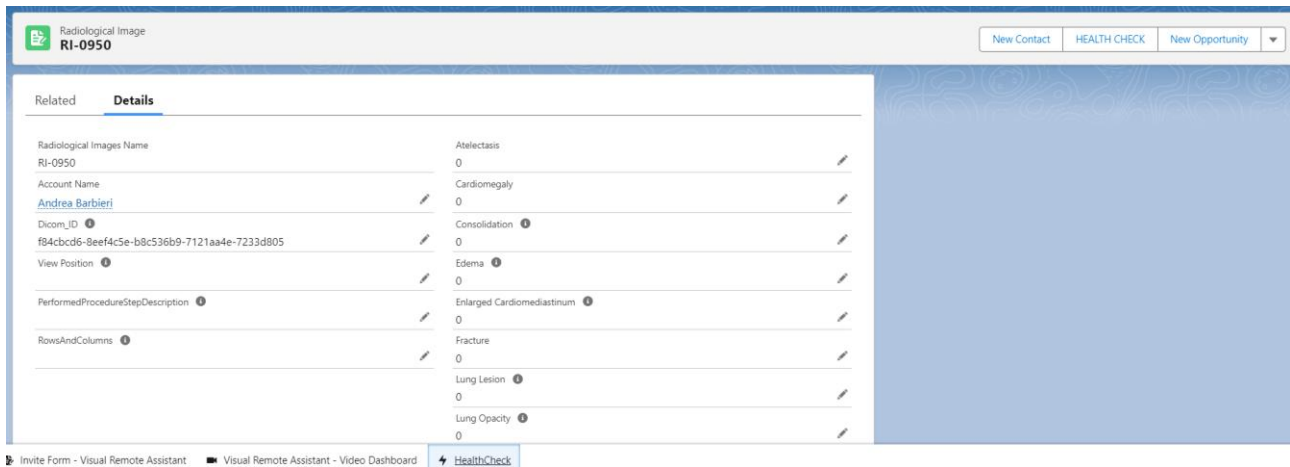 Radiological Image
RI-0950
New Contact
HEALTH CHECK
New Opportunity
Related
Details
Radiological Images Name
RI-0950
Account Name
Andrea Barbieri
Dicom_ID
f84cbcd6-8eef4c5e-b8c536b9-7121aa4e-7233d805
View Position
PerformedProcedureStepDescription
RowsAndColumns
Atelectasis
0
Cardiomegaly
0
Consolidation
0
Edema
0
Enlarged Cardiomediastinum
0
Fracture
0
Lung Lesion
0
Lung Opacity
0
Invite Form - Visual Remote Assistant
Visual Remote Assistant - Video Dashboard
HealthCheck